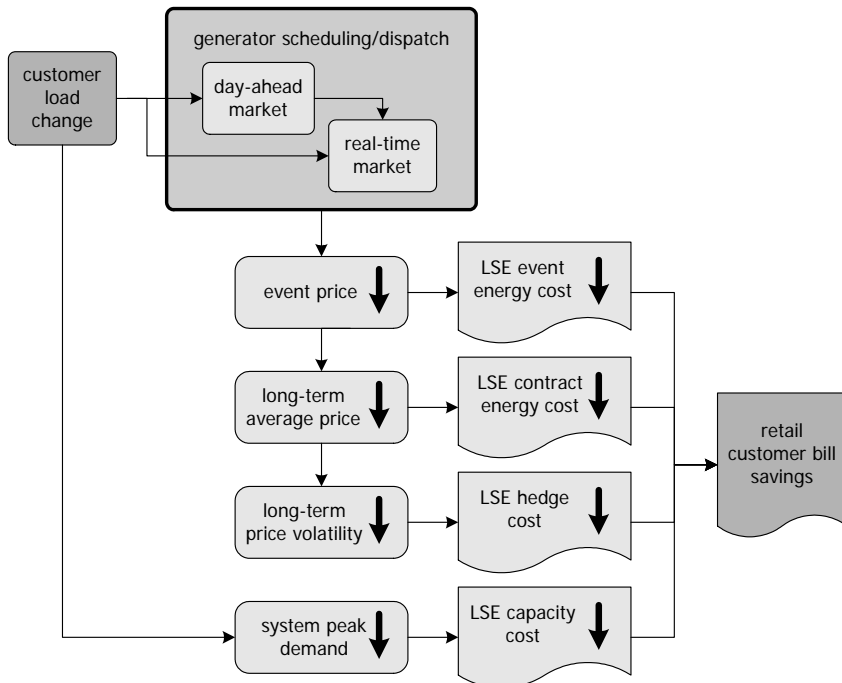 generator scheduling/dispatch
customer
load
change
day-ahead
market
real-time
market
event price
LSE event
energy cost
long-term
average price
LSE contract
energy cost
retail
customer bill
savings
long-term
price volatility
LSE hedge
cost
system peak
demand
LSE capacity
cost